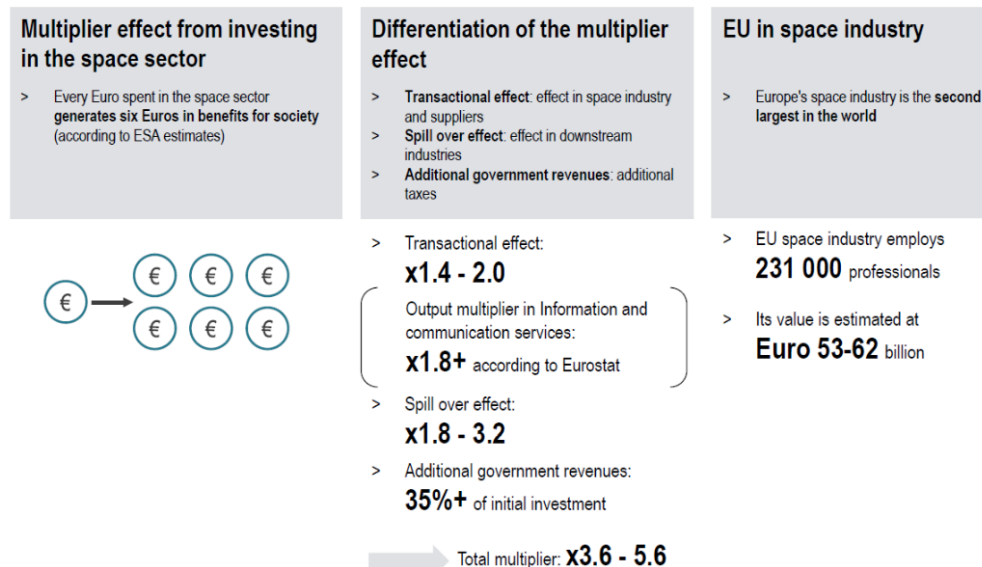 Multiplier effect from investing
in the space sector
> Every Euro spent in the space sector
generates six Euros in benefits for society
(according to ESA estimates)
€ € € €
€ € €
Differentiation of the multiplier
effect
> Transactional effect: effect in space industry
and suppliers
> Spill over effect: effect in downstream
industries
> Additional government revenues: additional
taxes
> Transactional effect:
x1.4 - 2.0
Output multiplier in Information and
communication services:
x1.8+ according to Eurostat
> Spill over effect:
x1.8 - 3.2
> Additional government revenues:
35%+ of initial investment
Total multiplier: x3.6 - 5.6
EU in space industry
> Europe's space industry is the second
largest in the world
> EU space industry employs
231 000 professionals
> Its value is estimated at
Euro 53-62 billion